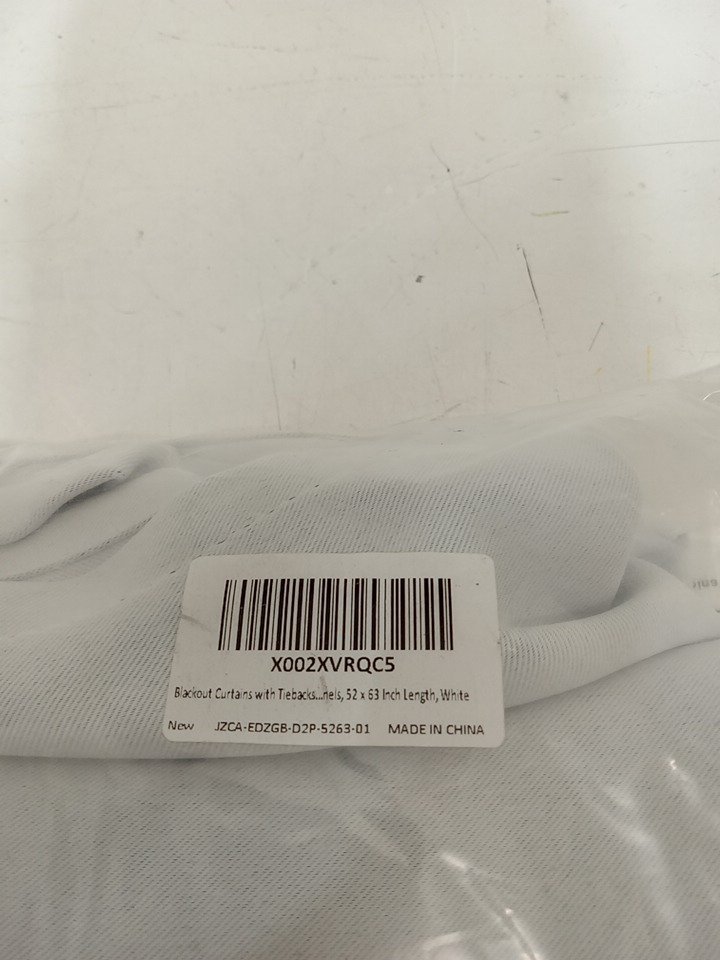 X002XVRQC5
Blackout Curtains with Tiebacks...nels, 52 x 63 Inch Length, White
New JZCA-EDZGB-D2P-5263-01 MADE IN CHINA